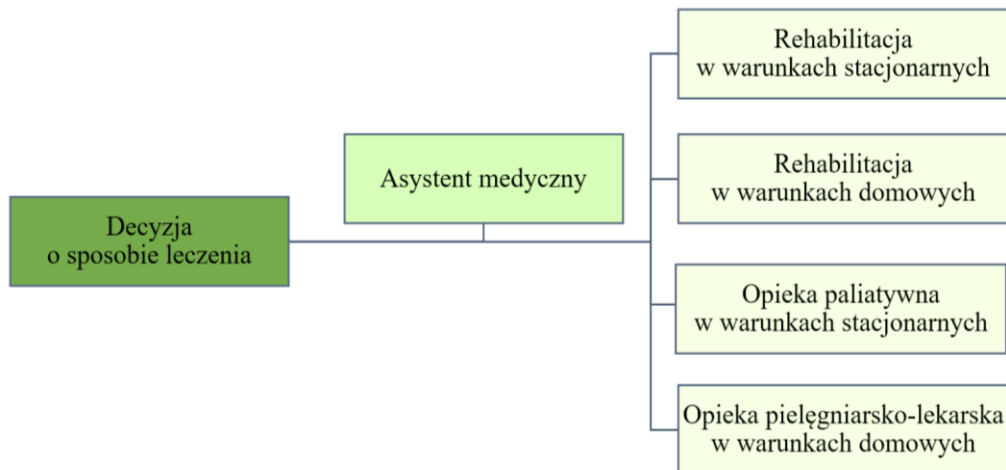 Rehabilitacja
w warunkach stacjonarnych
Asystent medyczny
Rehabilitacja
w warunkach domowych
Decyzja
o sposobie leczenia
Opieka paliatywna
w warunkach stacjonarnych
Opieka pielęgniarsko-lekarska
w warunkach domowych